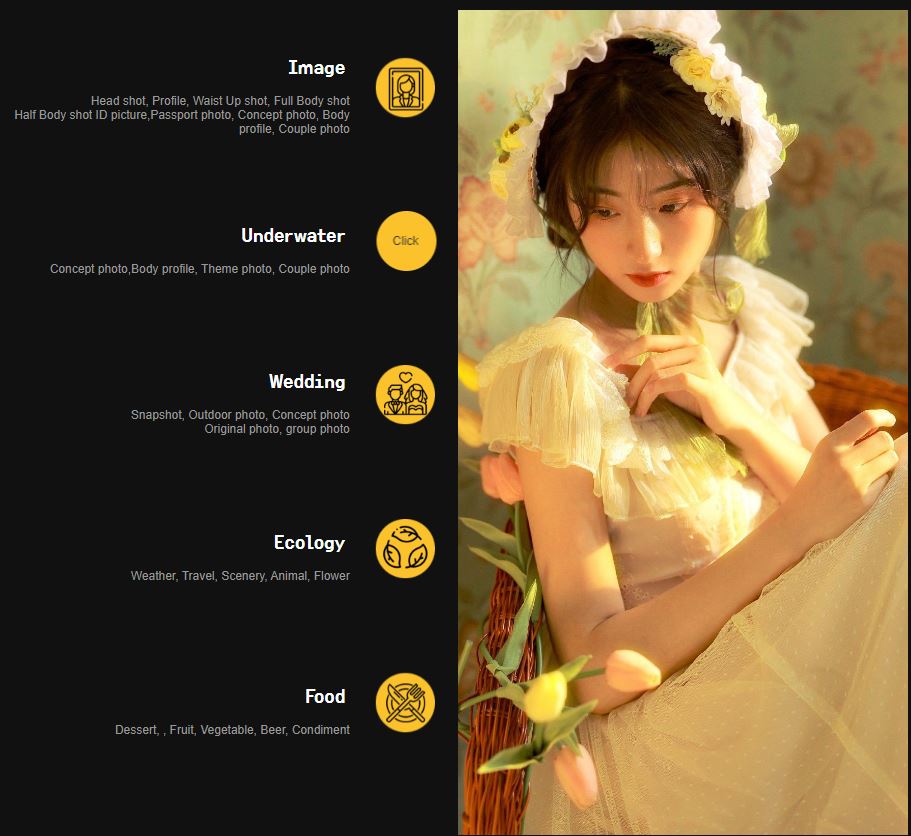 Image
Head shot, Profile, Waist Up shot, Full Body shot
Half Body shot ID picture,Passport photo, Concept photo, Body
profile, Couple photo
Underwater
Click
Concept photo,Body profile, Theme photo, Couple photo
Wedding
Snapshot, Outdoor photo, Concept photo
Original photo, group photo
Ecology
Weather, Travel, Scenery, Animal, Flower
Food
Dessert, , Fruit, Vegetable, Beer, Condiment